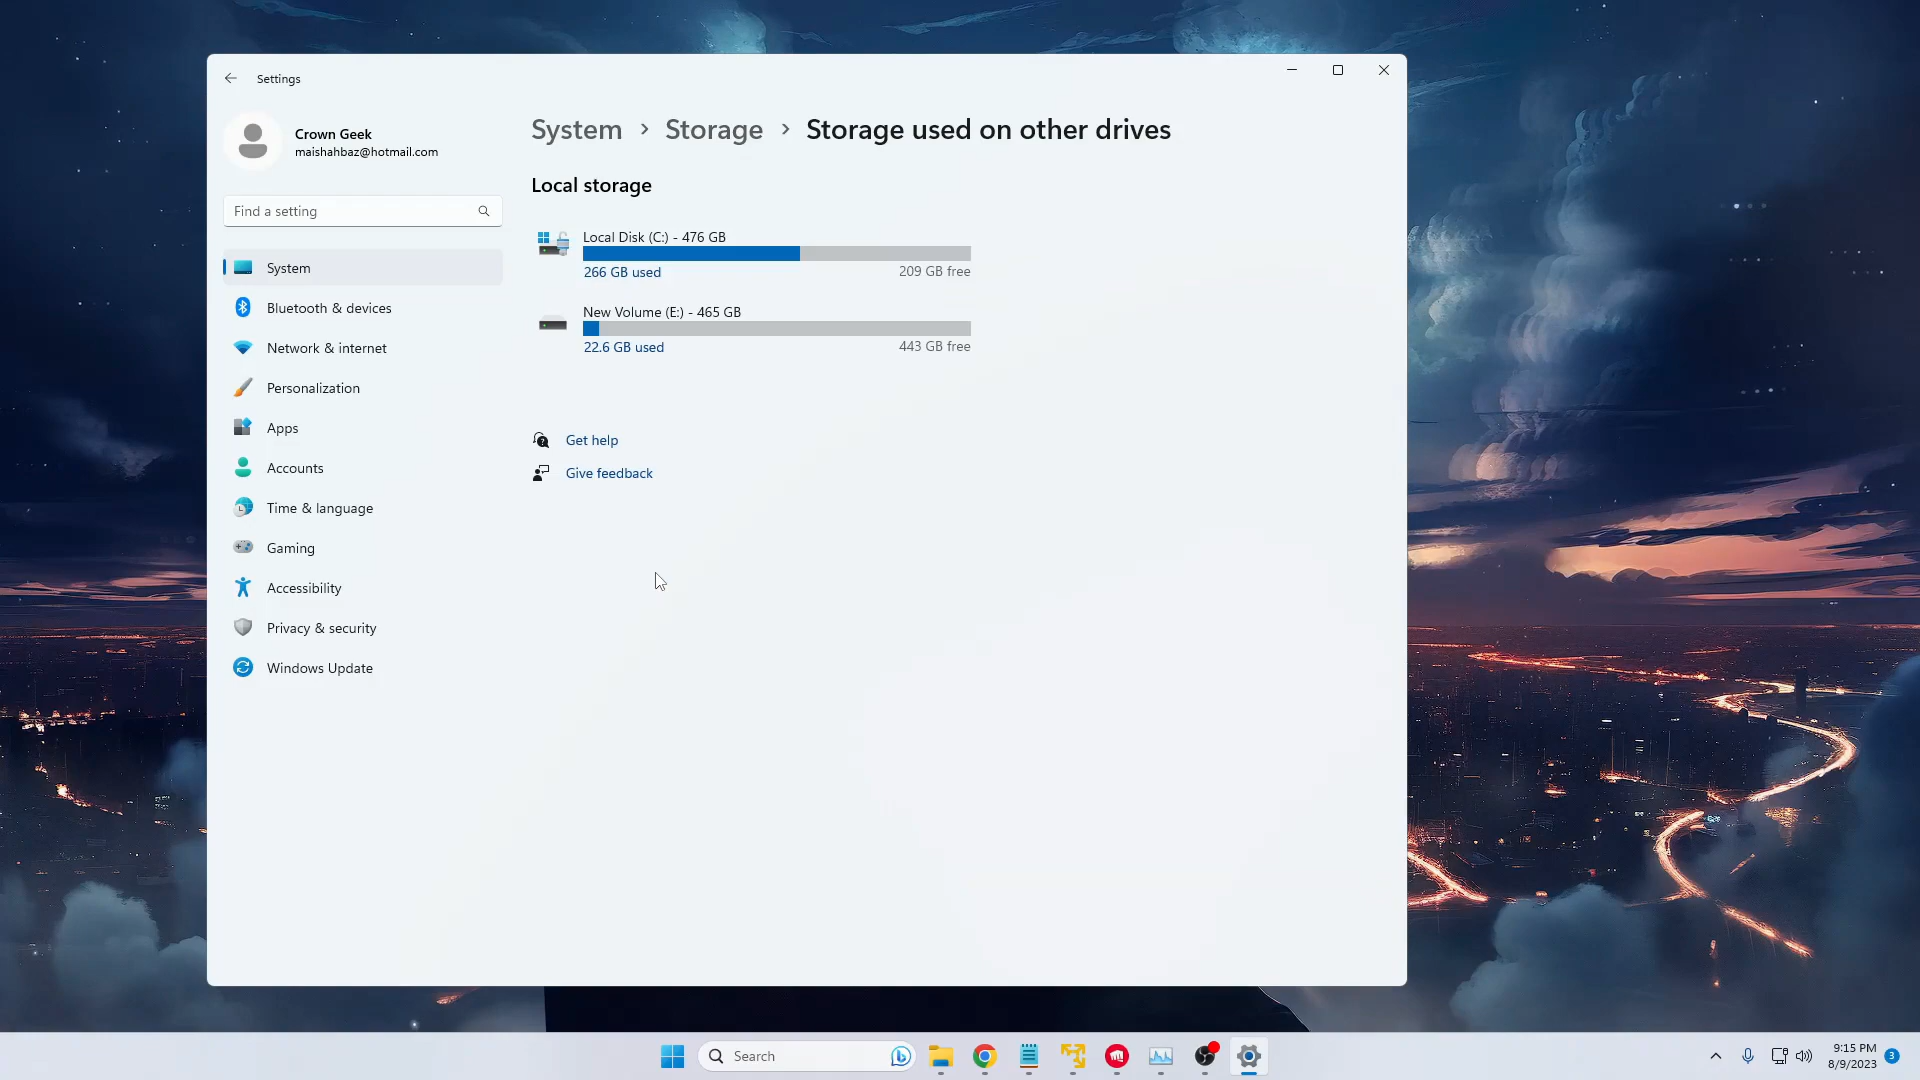 Settings
Crown Geek
maishahbaz@hotmail.com
Find a setting
System
Bluetooth & devices
Network & internet
Personalization
Apps
Accounts
Time & language
Gaming
Accessibility
Privacy & security
Windows Update
System > Storage > Storage used on other drives
Local storage
Local Disk (C:) - 476 GB
266 GB used 209 GB free
New Volume (E:) - 465 GB
22.6 GB used 443 GB free
Get help
Give feedback
Search
9:15 PM
8/9/2023
3